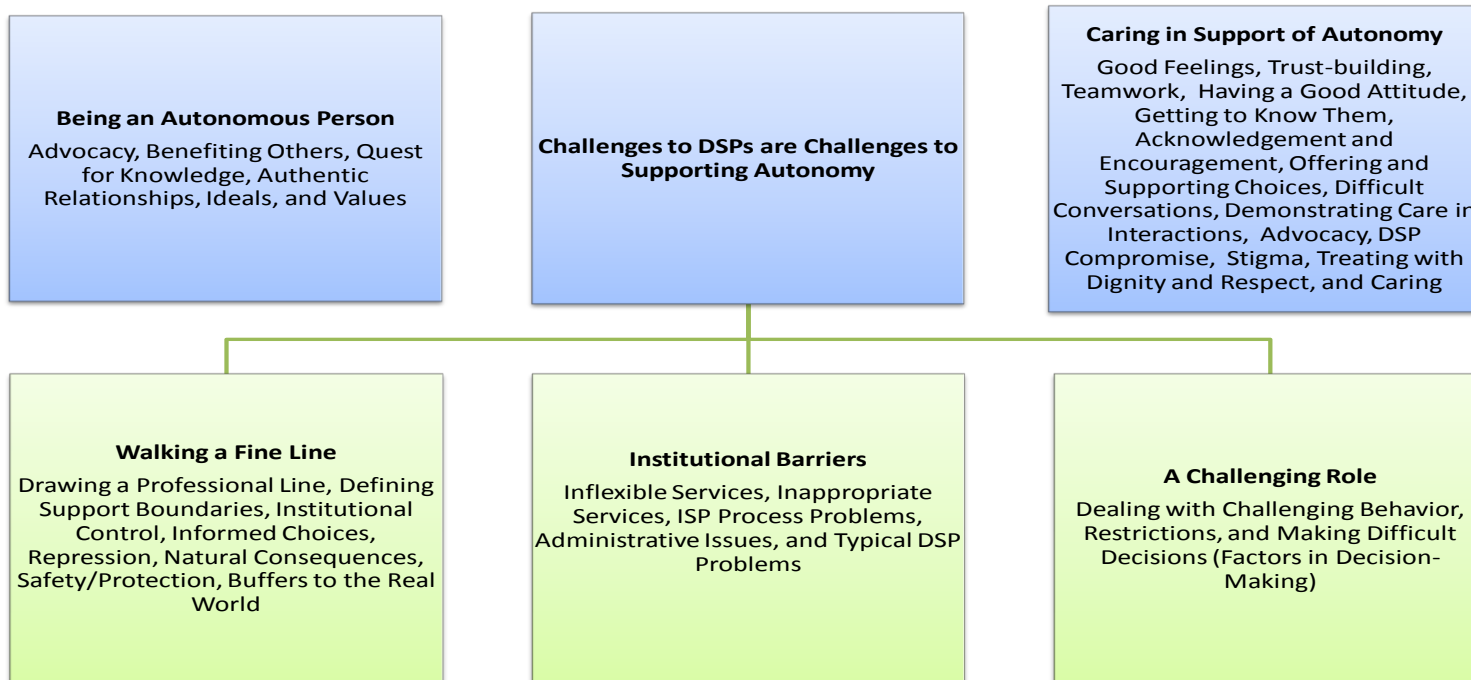 Being an Autonomous Person
Advocacy, Benefiting Others, Quest
for Knowledge, Authentic
Relationships, Ideals, and Values
Challenges to DSPs are Challenges to
Supporting Autonomy
Caring in Support of Autonomy
Good Feelings, Trust-building,
Teamwork, Having a Good Attitude,
Getting to Know Them,
Acknowledgement and
Encouragement, Offering and
Supporting Choices, Difficult
Conversations, Demonstrating Care in
Interactions, Advocacy, DSP
Compromise, Stigma, Treating with
Dignity and Respect, and Caring
Walking a Fine Line
Drawing a Professional Line, Defining
Support Boundaries, Institutional
Control, Informed Choices,
Repression, Natural Consequences,
Safety/Protection, Buffers to the Real
World
Institutional Barriers
Inflexible Services, Inappropriate
Services, ISP Process Problems,
Administrative Issues, and Typical DSP
Problems
A Challenging Role
Dealing with Challenging Behavior,
Restrictions, and Making Difficult
Decisions (Factors in Decision-
Making)